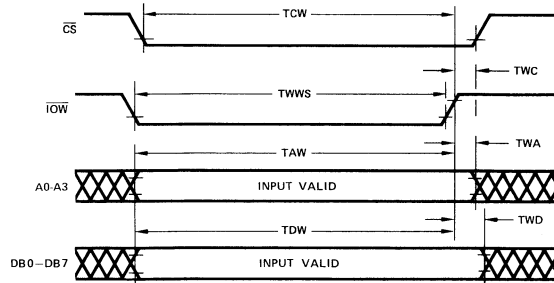 TCW
CS
TWC
TWWS
IOW
TWA
TAW
A0-A3
INPUT VALID
TWD
TDW
DB0–DB7
INPUT VALID